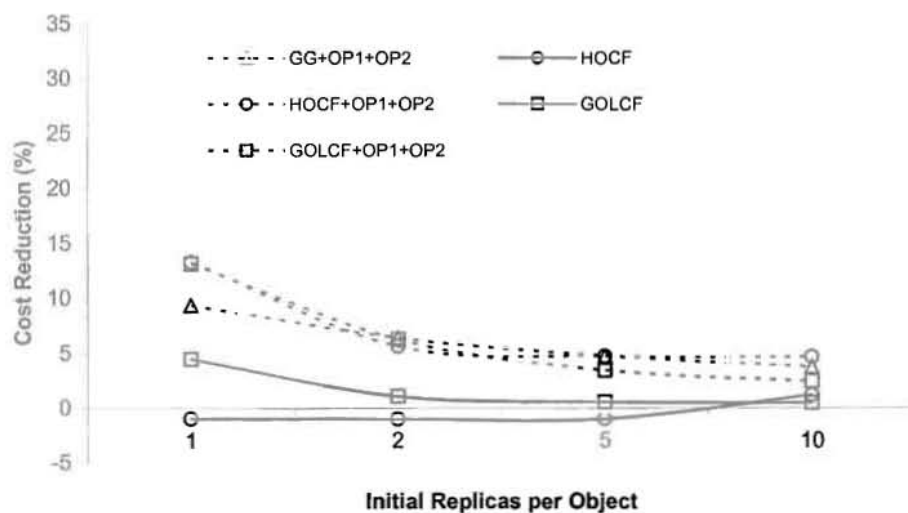 35
30
25
20
15
10
5
0
-5
Cost Reduction (%)
GG+OP1+OP2
HOCF
HOCF+OP1+OP2
GOLCF
GOLCF+OP1+OP2
1 2 5 10
Initial Replicas per Object